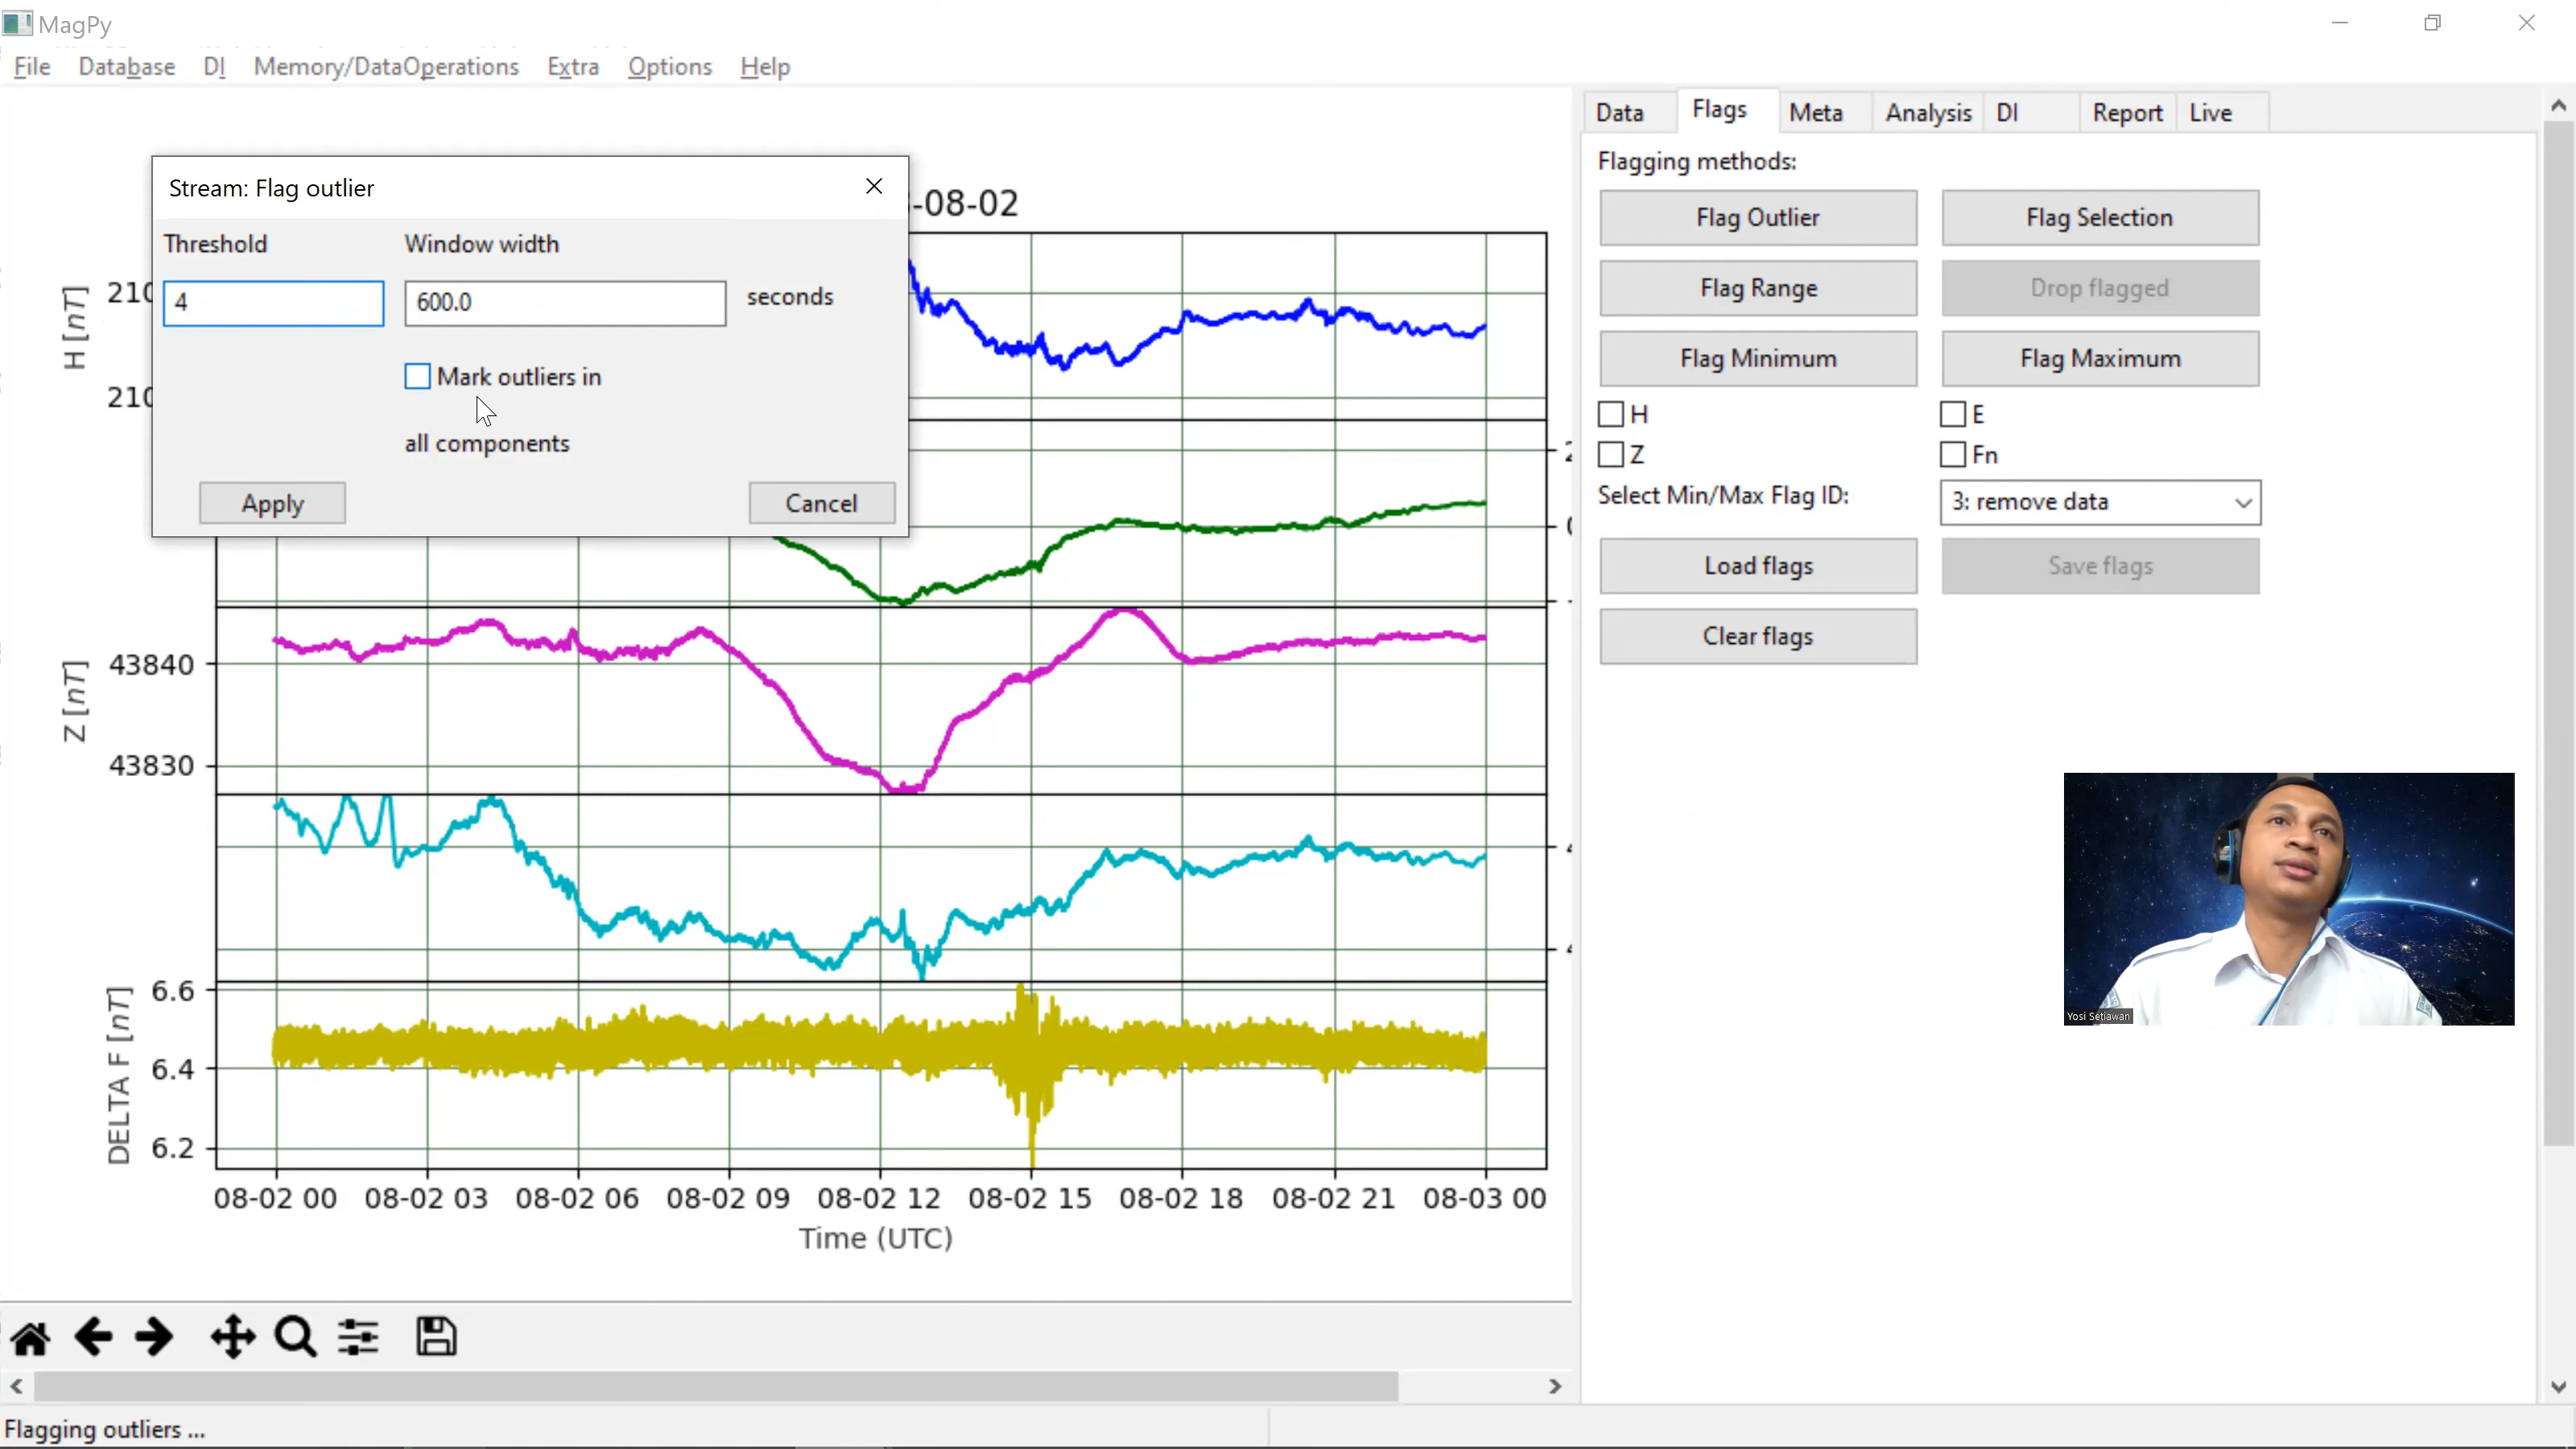 MagPy
File Database DI Memory/DataOperations Extra Options Help
Data Flags Meta Analysis DI Report Live
Flagging methods:
Flag Outlier Flag Selection
Flag Range Drop flagged
Flag Minimum Flag Maximum
H E
Z Fn
Select Min/Max Flag ID: 3: remove data
Load flags Save flags
Clear flags
Stream: Flag outlier
Threshold Window width
4 600.0 seconds
Mark outliers in
all components
Apply Cancel
-08-02
H [nT]
210
210
Z [nT]
43840
43830
DELTA F [nT]
6.6
6.4
6.2
08-02 00 08-02 03 08-02 06 08-02 09 08-02 12 08-02 15 08-02 18 08-02 21 08-03 00
Time (UTC)
Yosi Setiawan
Flagging outliers ...